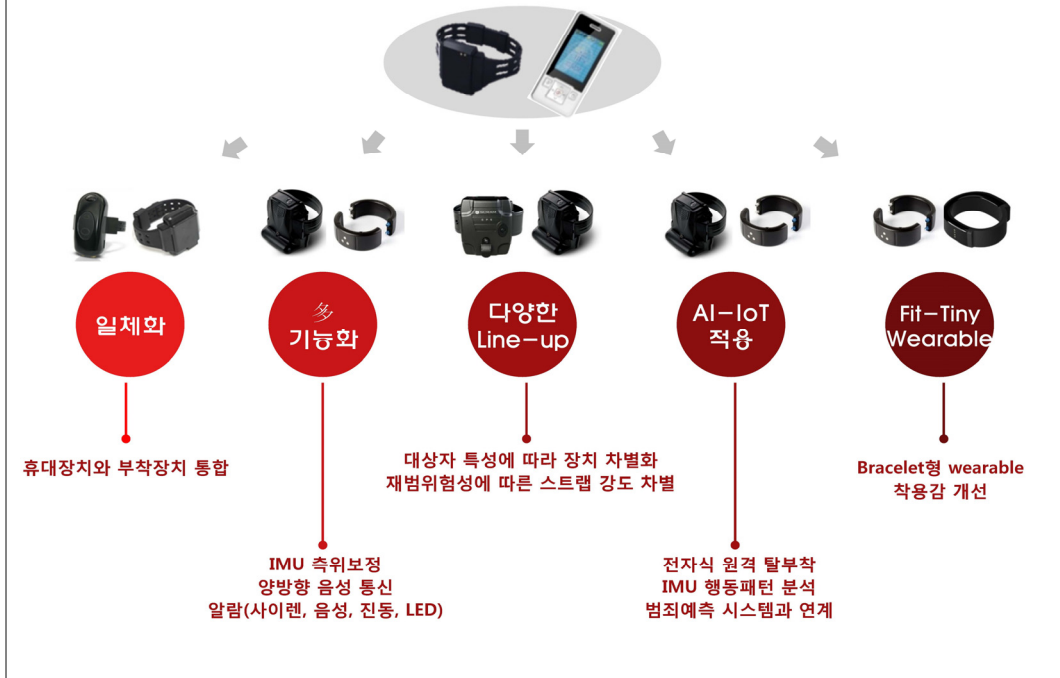 일체화
多
기능화
다양한
Line-up
AI-IoT
적용
Fit-Tiny
Wearable
휴대장치와 부착장치 통합
대상자 특성에 따라 장치 차별화
재범위험성에 따른 스트랩 강도 차별
Bracelet형 wearable
착용감 개선
IMU 측위보정
양방향 음성 통신
알람(사이렌, 음성, 진동, LED)
전자식 원격 탈부착
IMU 행동패턴 분석
범죄예측 시스템과 연계